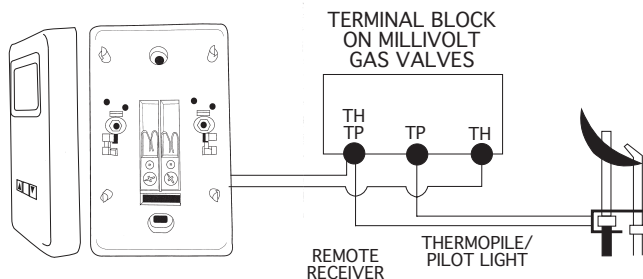 TERMINAL BLOCK
ON MILLIVOLT
GAS VALVES
TH
TP
TP
TH
REMOTE
RECEIVER
THERMOPILE/
PILOT LIGHT